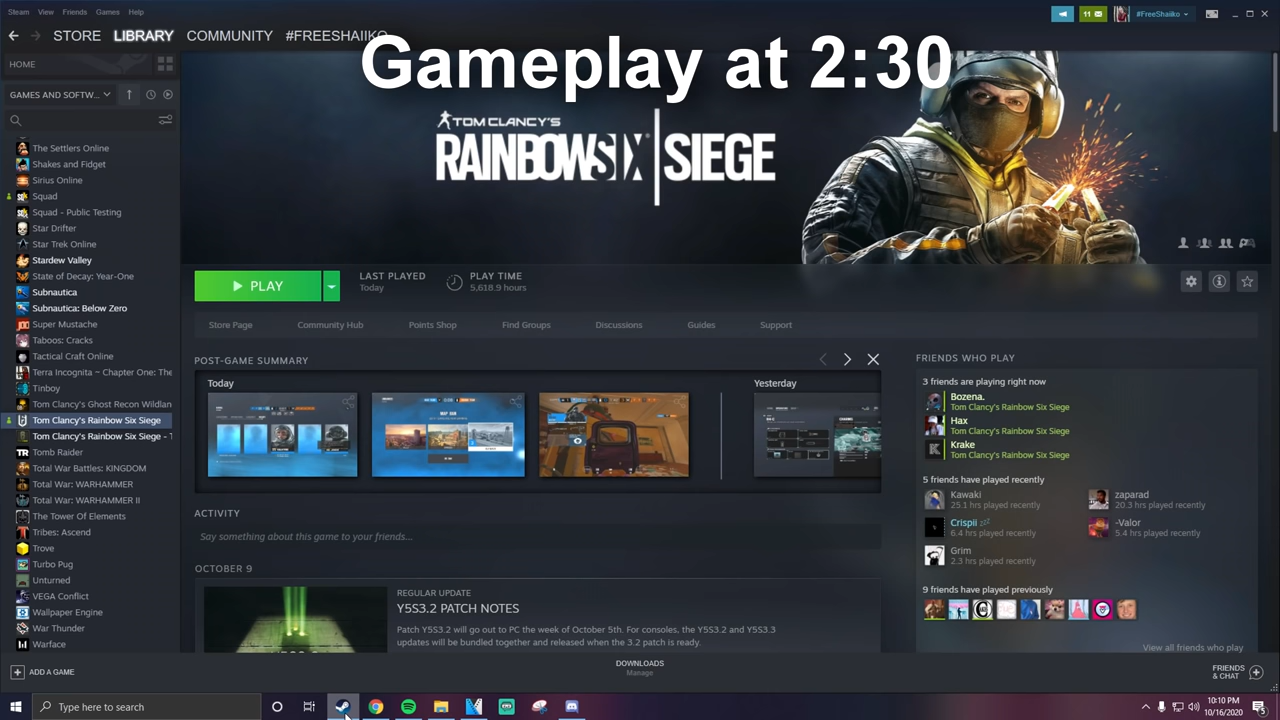 Steam View Friends Games Help
11
#FreeShaiiko
STORE LIBRARY COMMUNITY #FREESHAIIKO
Gameplay at 2:30
HOME
GAMES AND SOFTW...
The Settlers Online
Shakes and Fidget
Sirius Online
Squad
Squad - Public Testing
Star Drifter
Star Trek Online
Stardew Valley
State of Decay: Year-One
Subnautica
Subnautica: Below Zero
Super Mustache
Taboos: Cracks
Tactical Craft Online
Terra Incognita ~ Chapter One: The
Tinboy
Tom Clancy's Ghost Recon Wildlan
Tom Clancy's Rainbow Six Siege
Tom Clancy's Rainbow Six Siege - T
Tomb Raider
Total War Battles: KINGDOM
Total War: WARHAMMER
Total War: WARHAMMER II
The Tower Of Elements
Tribes: Ascend
Trove
Turbo Pug
Unturned
VEGA Conflict
Wallpaper Engine
War Thunder
Warface
ADD A GAME
TOM CLANCY'S
RAINBOWSIX SIEGE
PLAY
LAST PLAYED
Today
PLAY TIME
5,618.9 hours
Store Page Community Hub Points Shop Find Groups Discussions Guides Support
POST-GAME SUMMARY
Today
Yesterday
ACTIVITY
Say something about this game to your friends...
OCTOBER 9
REGULAR UPDATE
Y5S3.2 PATCH NOTES
Patch Y5S3.2 will go out to PC the week of October 5th. For consoles, the Y5S3.2 and Y5S3.3
updates will be bundled together and released when the 3.2 patch is ready.
FRIENDS WHO PLAY
3 friends are playing right now
Bozena.
Tom Clancy's Rainbow Six Siege
Hax
Tom Clancy's Rainbow Six Siege
Krake
Tom Clancy's Rainbow Six Siege
5 friends have played recently
Kawaki
25.1 hrs played recently
zaparad
20.3 hrs played recently
Crispii
6.4 hrs played recently
-Valor
5.4 hrs played recently
Grim
2.3 hrs played recently
9 friends have played previously
View all friends who play
DOWNLOADS
Manage
FRIENDS
& CHAT
Type here to search
10:10 PM
10/16/2020